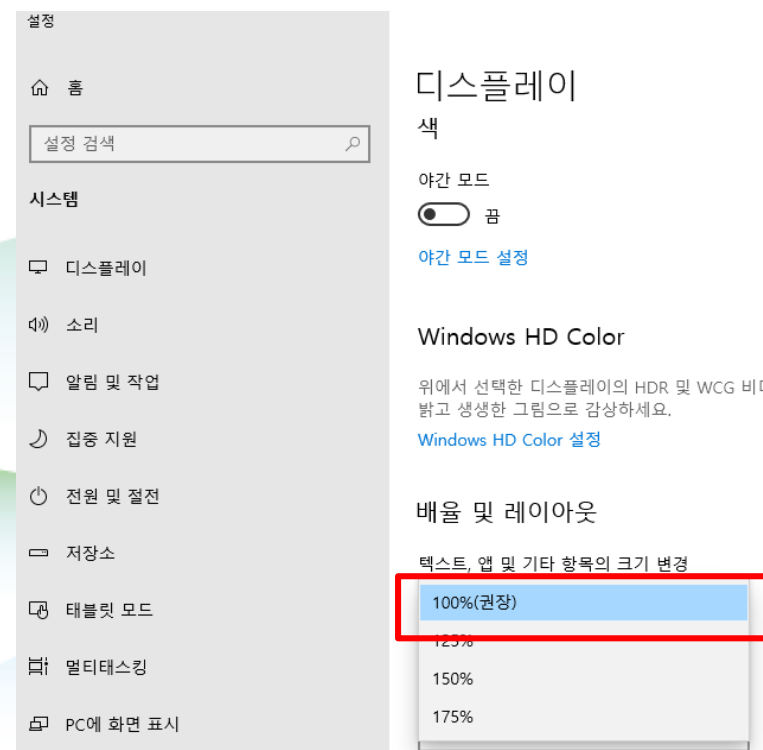 설정
홈
설정 검색
시스템
디스플레이
소리
알림 및 작업
집중 지원
전원 및 절전
저장소
태블릿 모드
멀티태스킹
PC에 화면 표시
디스플레이
색
야간 모드
끔
야간 모드 설정
Windows HD Color
위에서 선택한 디스플레이의 HDR 및 WCG
밝고 생생한 그림으로 감상하세요.
Windows HD Color 설정
배율 및 레이아웃
텍스트, 앱 및 기타 항목의 크기 변경
100%(권장)
125%
150%
175%